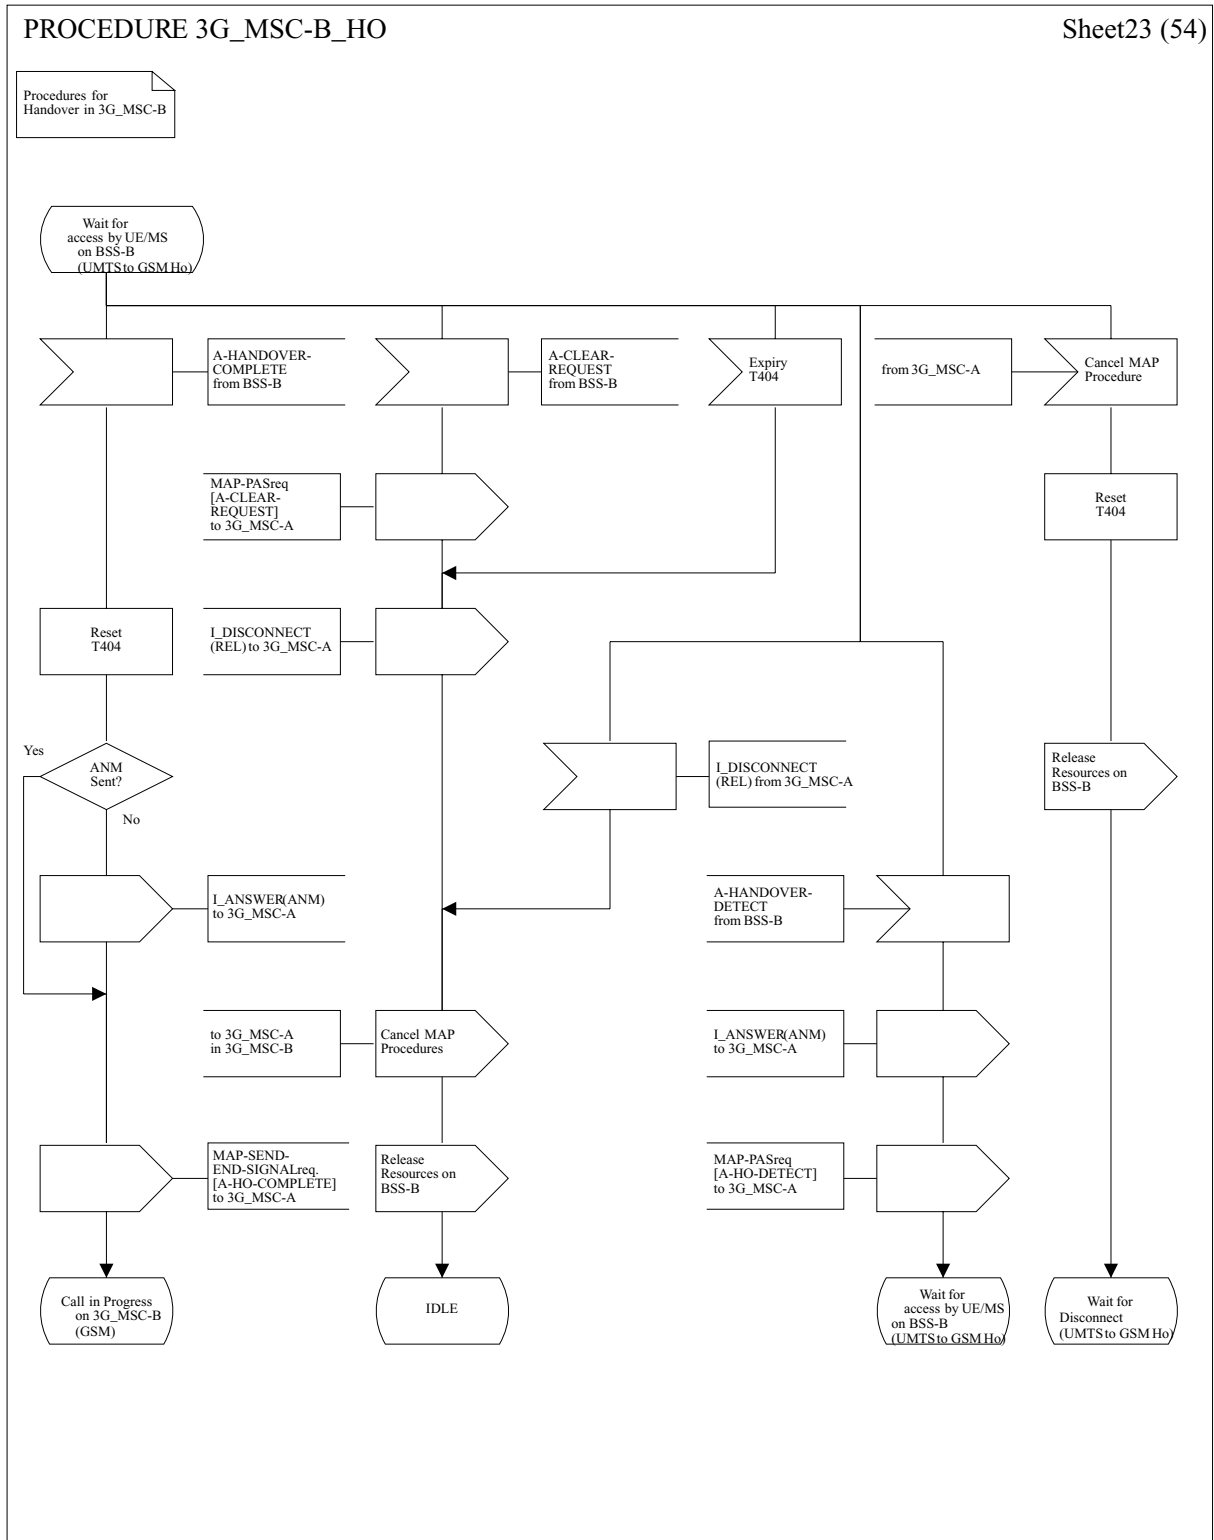 PROCEDURE 3G_MSC-B_HO
Sheet23 (54)
Procedures for
Handover in 3G_MSC-B
Wait for
access by UE/MS
on BSS-B
(UMTS to GSM Ho)
A-HANDOVER-
COMPLETE
from BSS-B
A-CLEAR-
REQUEST
from BSS-B
Expiry
T404
from 3G_MSC-A
Cancel MAP
Procedure
MAP-PASreq
[A-CLEAR-
REQUEST]
to 3G_MSC-A
Reset
T404
Reset
T404
I_DISCONNECT
(REL) to 3G_MSC-A
Yes
ANM
Sent?
No
I_DISCONNECT
(REL) from 3G_MSC-A
Release
Resources on
BSS-B
I_ANSWER(ANM)
to 3G_MSC-A
A-HANDOVER-
DETECT
from BSS-B
to 3G_MSC-A
in 3G_MSC-B
Cancel MAP
Procedures
I_ANSWER(ANM)
to 3G_MSC-A
MAP-SEND-
END-SIGNALreq.
[A-HO-COMPLETE]
to 3G_MSC-A
Release
Resources on
BSS-B
MAP-PASreq
[A-HO-DETECT]
to 3G_MSC-A
Call in Progress
on 3G_MSC-B
(GSM)
IDLE
Wait for
access by UE/MS
on BSS-B
(UMTS to GSM Ho)
Wait for
Disconnect
(UMTS to GSM Ho)